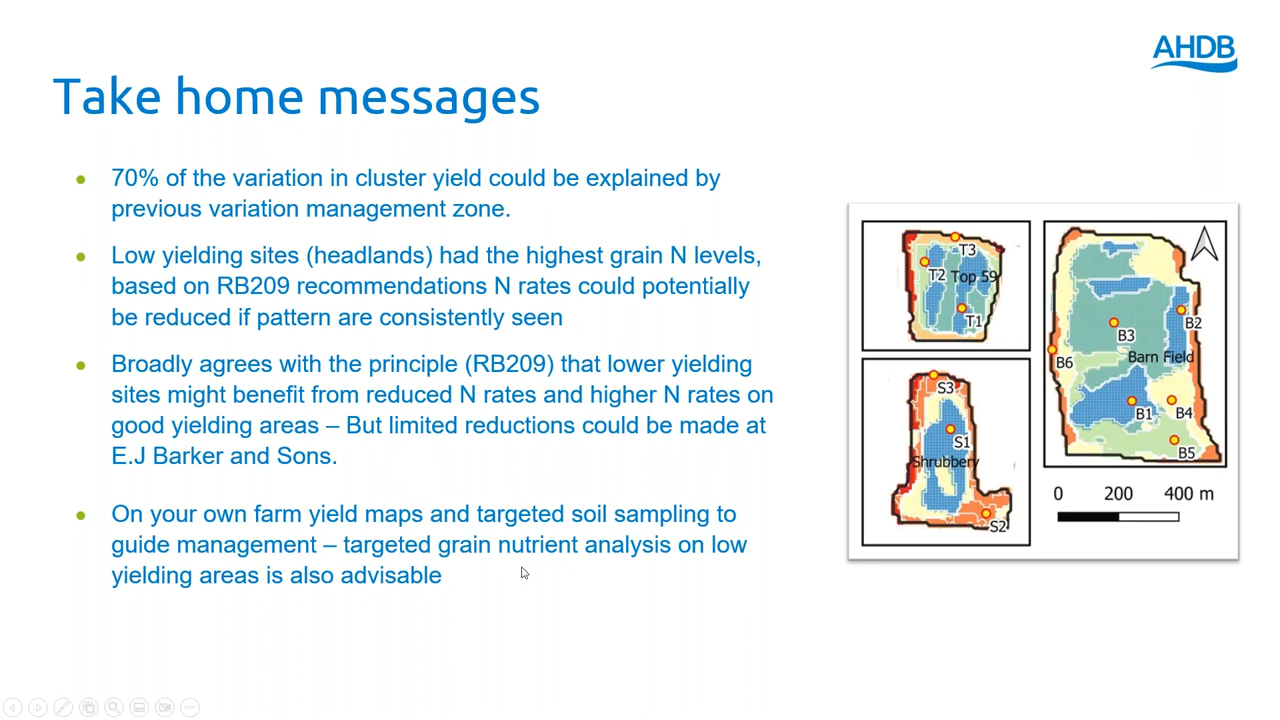 AHDB
Take home messages
70% of the variation in cluster yield could be explained by
previous variation management zone.
Low yielding sites (headlands) had the highest grain N levels,
based on RB209 recommendations N rates could potentially
be reduced if pattern are consistently seen
Broadly agrees with the principle (RB209) that lower yielding
sites might benefit from reduced N rates and higher N rates on
good yielding areas – But limited reductions could be made at
E.J Barker and Sons.
On your own farm yield maps and targeted soil sampling to
guide management – targeted grain nutrient analysis on low
yielding areas is also advisable
T3
T2 Top 59
T1
S3
S1
Shrubbery
S2
B2
B3
Barn Field
B6
B1
B4
B5
0 200 400 m